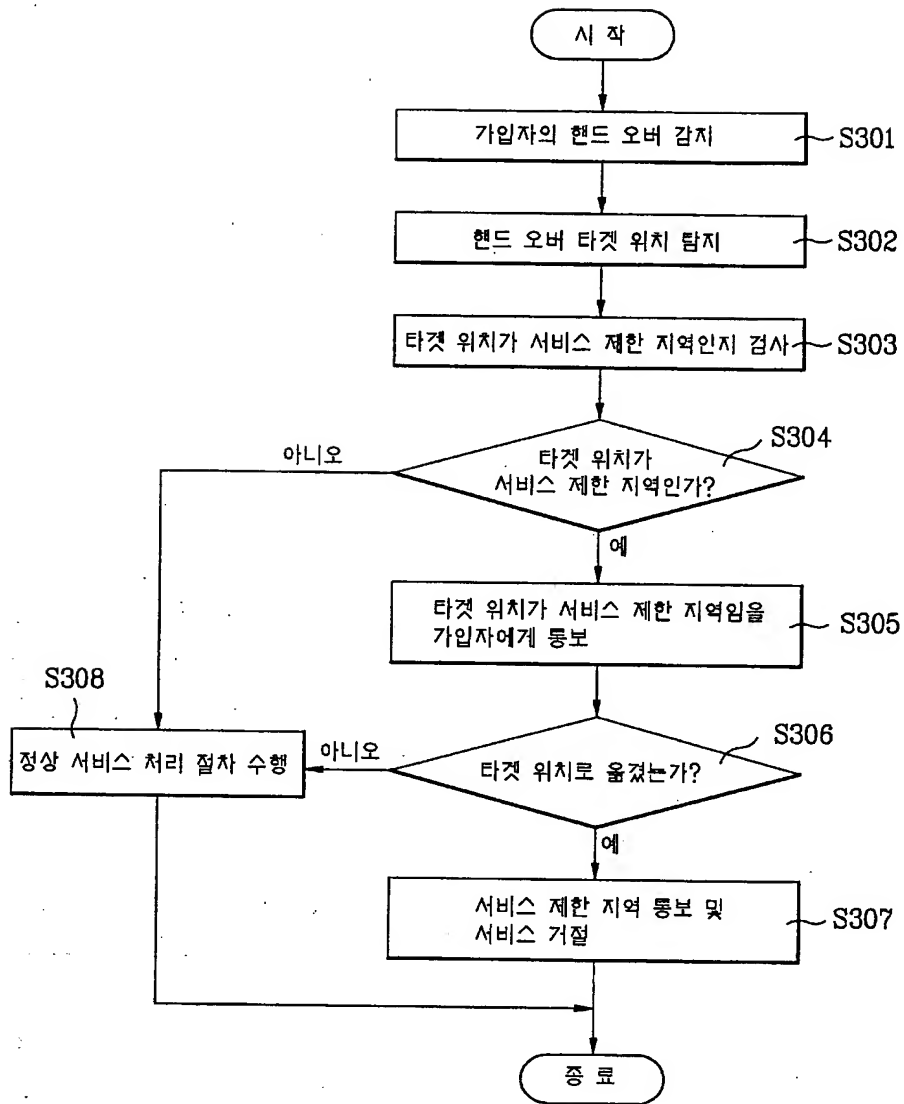 시 작
가입자의 핸드 오버 감지
S301
핸드 오버 타겟 위치 탐지
S302
타겟 위치가 서비스 제한 지역인지 검사
S303
S304
아니오
타겟 위치가
서비스 제한 지역인가?
예
타겟 위치가 서비스 제한 지역임을
가입자에게 통보
S305
S308
정상 서비스 처리 절차 수행
아니오
S306
타겟 위치로 옮겼는가?
예
서비스 제한 지역 통보 및
서비스 거절
S307
종 료